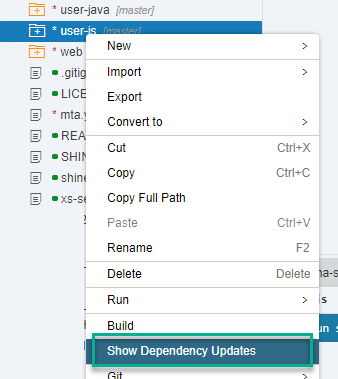 * user-java [master]
* user-js [master]
* web
.gitig
LICE
* mta.y
REA
SHIN
shine
xs-se
New
Import
Export
Convert to
Cut Ctrl+X
Copy Ctrl+C
Copy Full Path
Paste Ctrl+V
Rename F2
Delete Delete
Run
Build
Show Dependency Updates
Git